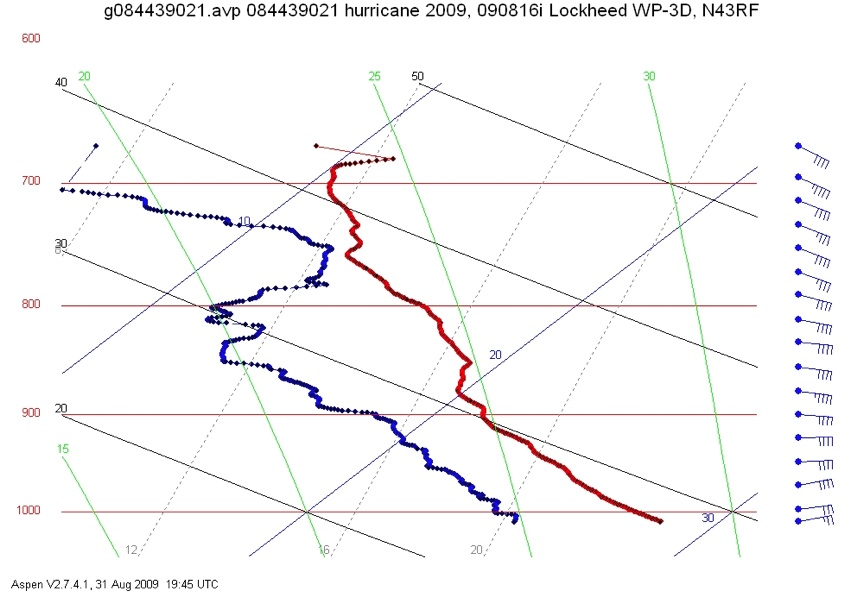 g084439021.avp 084439021 hurricane 2009, 090816i Lockheed WP-3D, N43RF
600
40 20 25 50 30
700
10
30
800
20
20
900
15
1000
30
12 16 20
Aspen V2.7.4.1, 31 Aug 2009 19:45 UTC